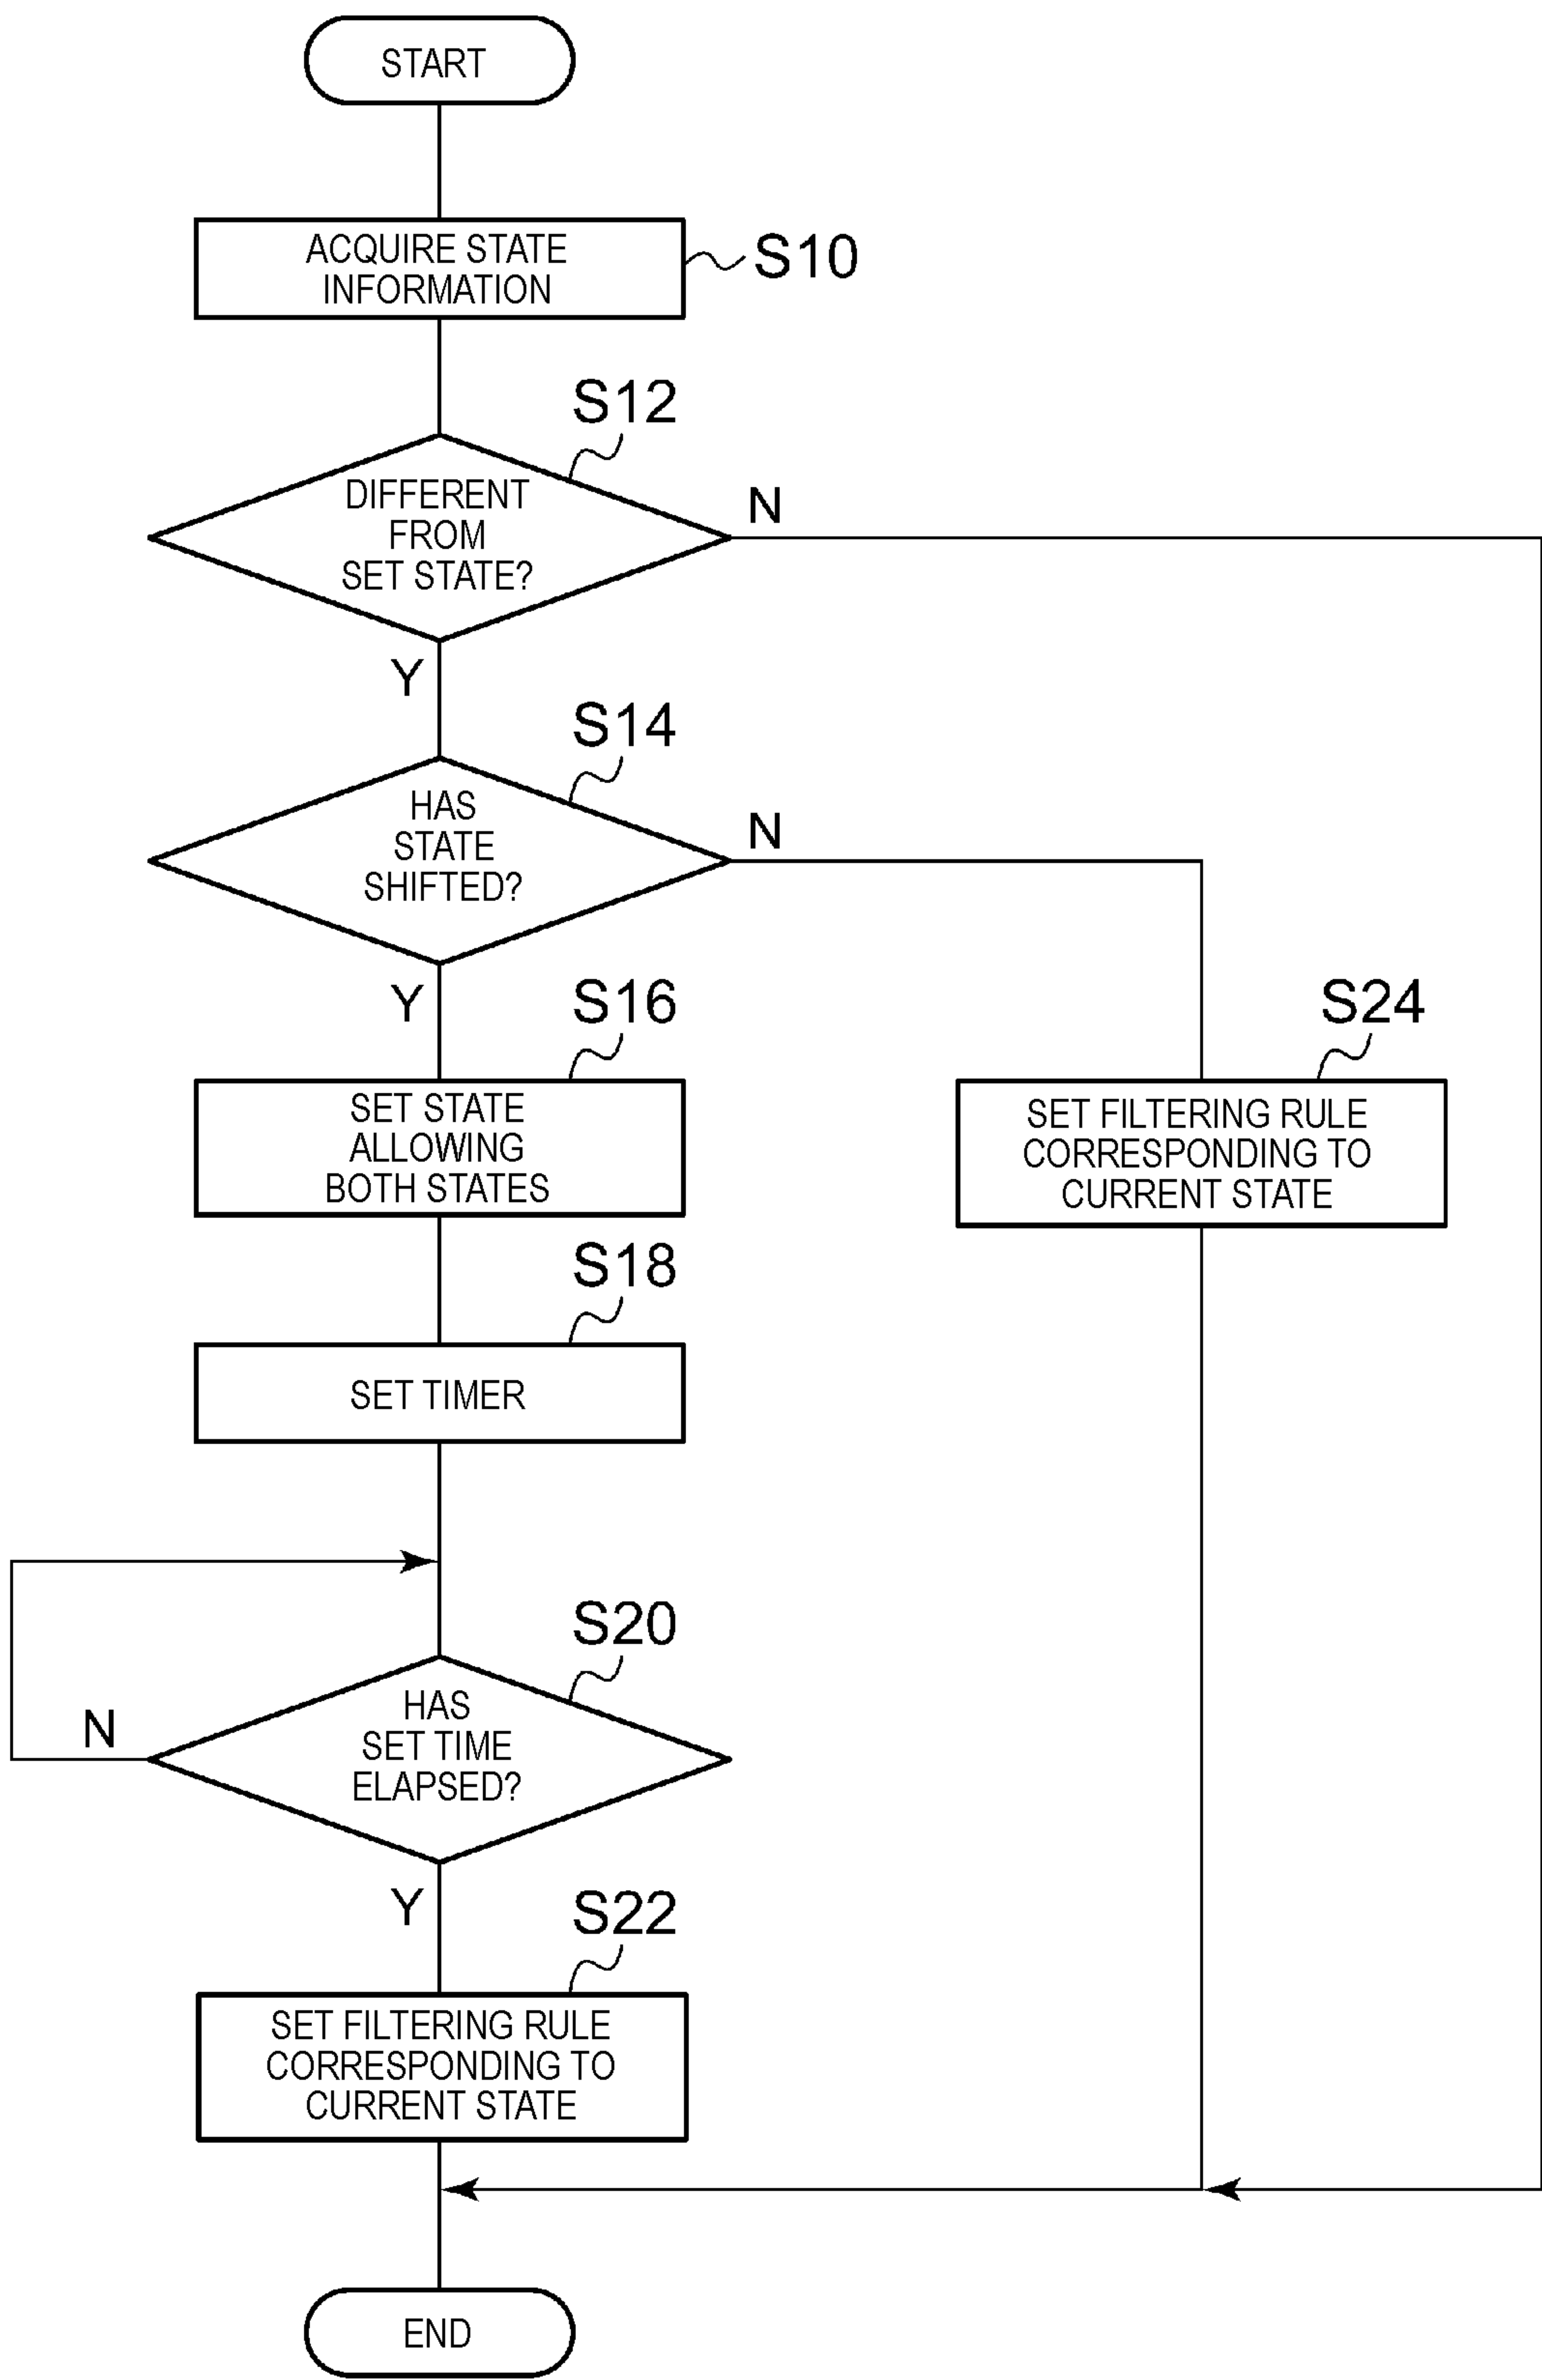 START
ACQUIRE STATE
INFORMATION
S10
S12
DIFFERENT
FROM
SET STATE?
N
Y
S14
HAS
STATE
SHIFTED?
N
Y
S16
SET STATE
ALLOWING
BOTH STATES
S24
SET FILTERING RULE
CORRESPONDING TO
CURRENT STATE
S18
SET TIMER
S20
HAS
SET TIME
ELAPSED?
N
Y
S22
SET FILTERING RULE
CORRESPONDING TO
CURRENT STATE
END